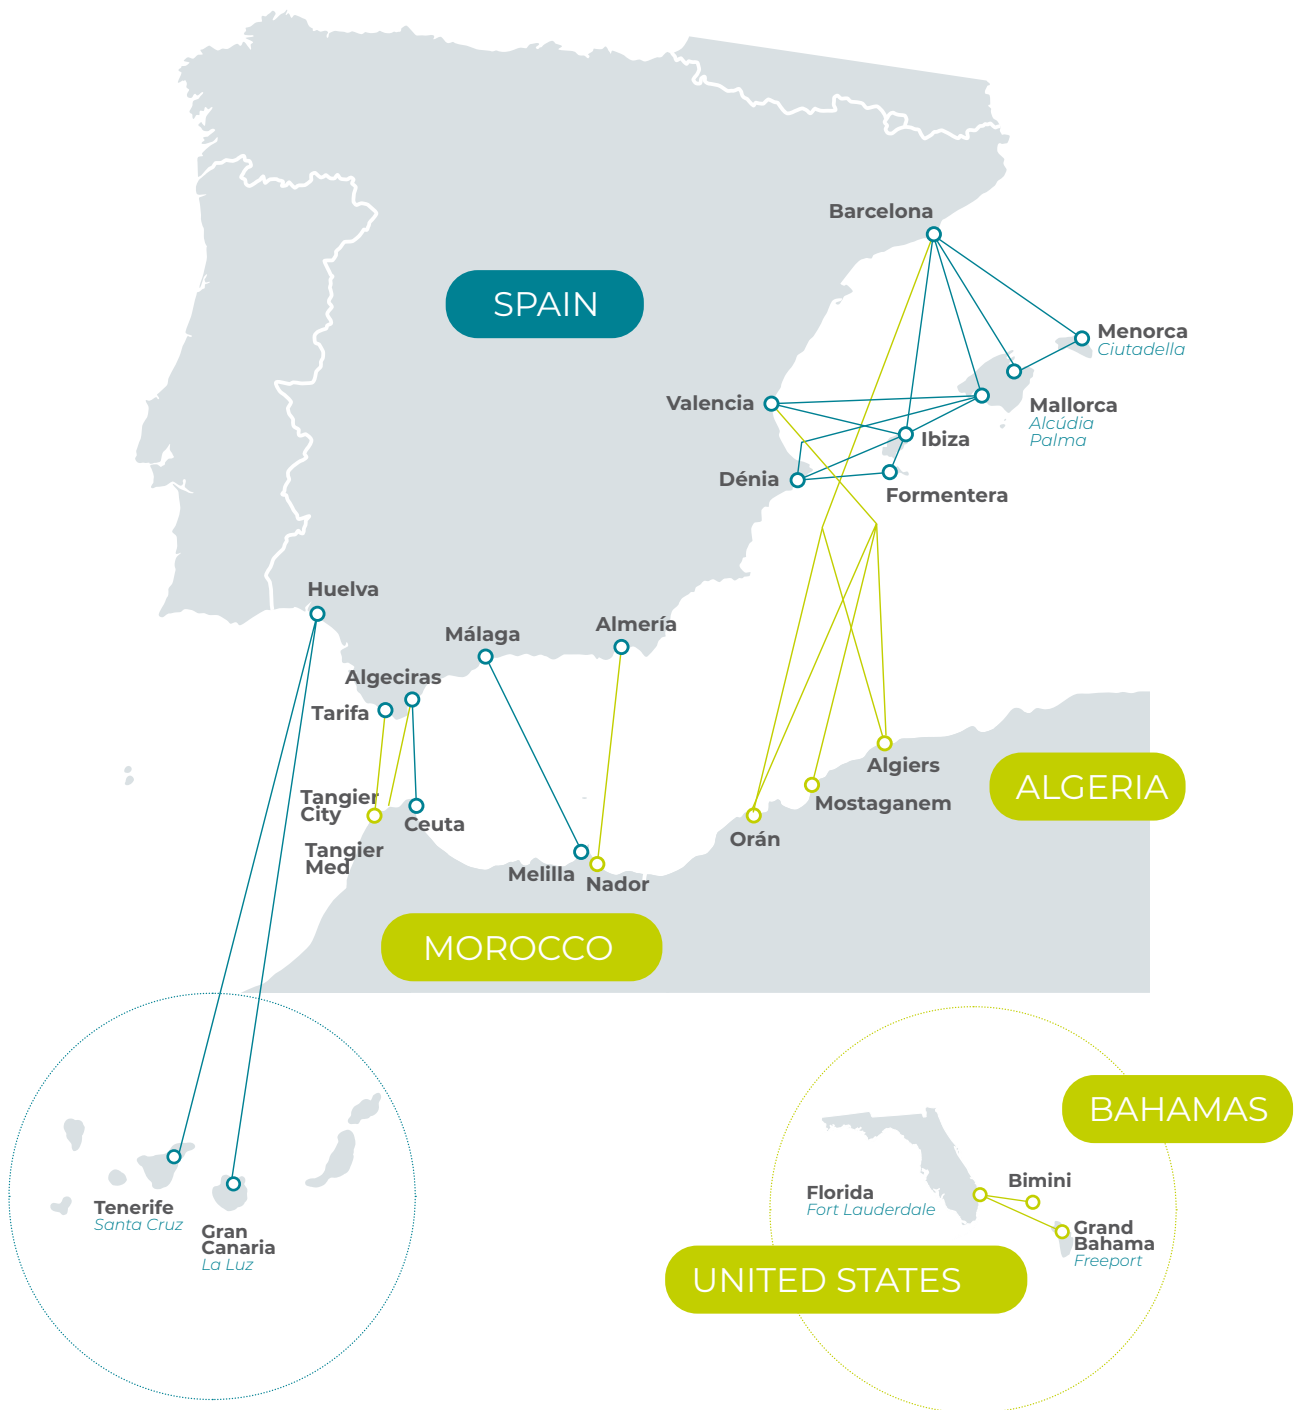 Barcelona
SPAIN
Menorca
Ciutadella
Valencia
Mallorca
Alcúdia
Palma
Ibiza
Dénia
Formentera
Huelva
Almería
Málaga
Algeciras
Tarifa
Algiers
ALGERIA
Tangier
City
Mostaganem
Ceuta
Orán
Tangier
Med
Melilla
Nador
MOROCCO
BAHAMAS
Bimini
Florida
Fort Lauderdale
Tenerife
Santa Cruz
Grand
Bahama
Freeport
Gran
Canaria
La Luz
UNITED STATES